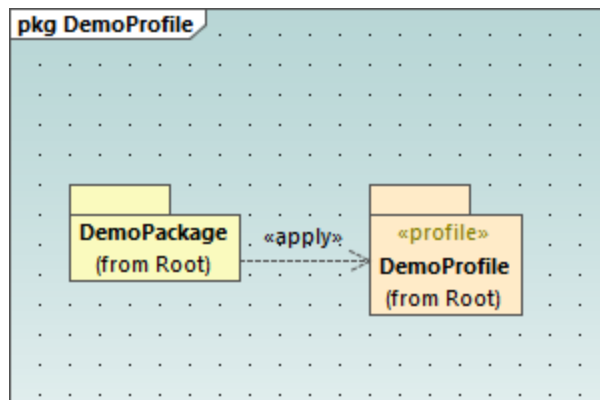 pkg DemoProfile
DemoPackage
(from Root)
«apply»
«profile»
DemoProfile
(from Root)